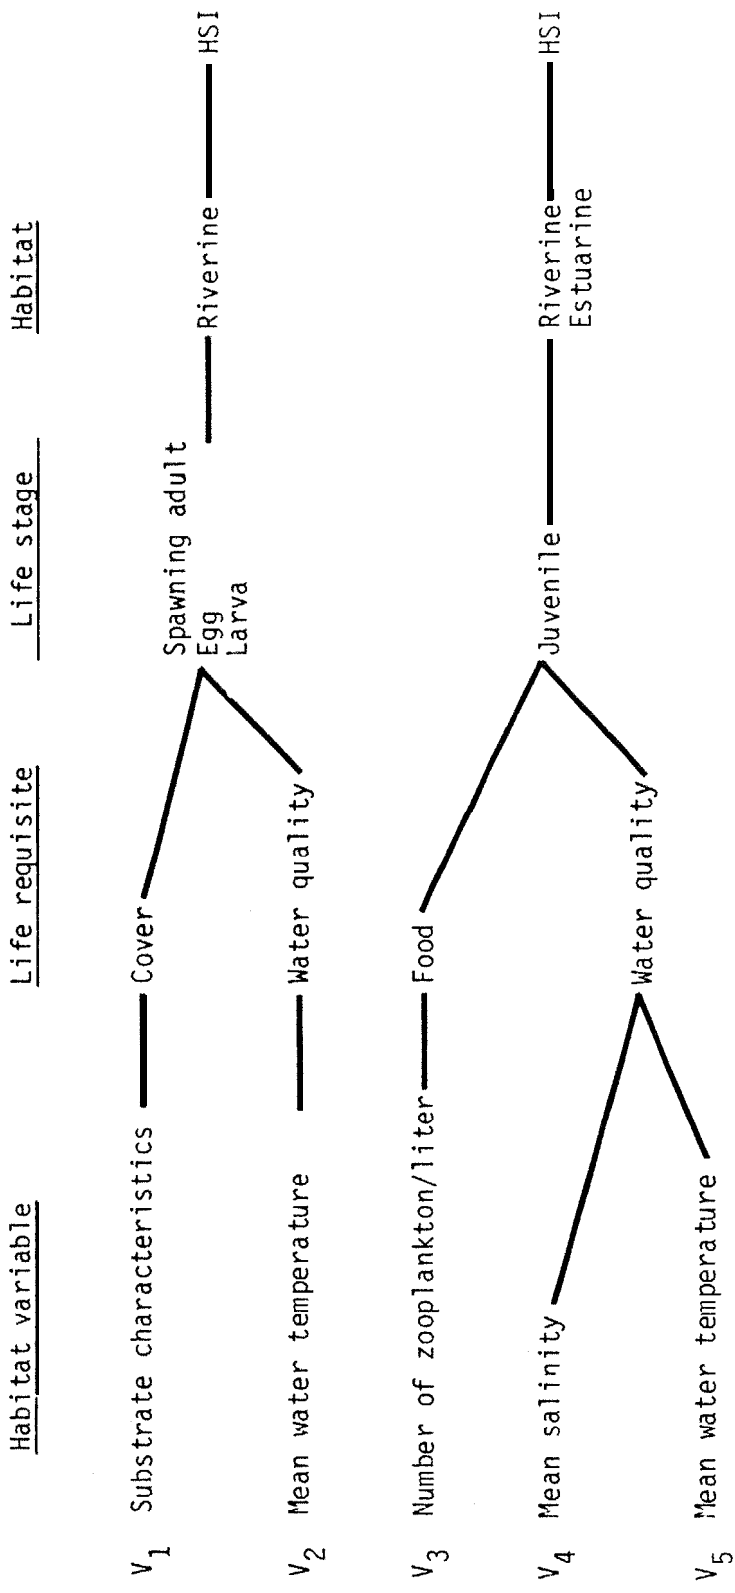 Habitat variable Life requisite Life stage Habitat
V1 Substrate characteristics Cover
Spawning adult
Egg Riverine HSI
Larva
V2 Mean water temperature Water quality
V3 Number of zooplankton/liter Food
V4 Mean salinity Juvenile Riverine HSI
Estuarine
Water quality
V5 Mean water temperature